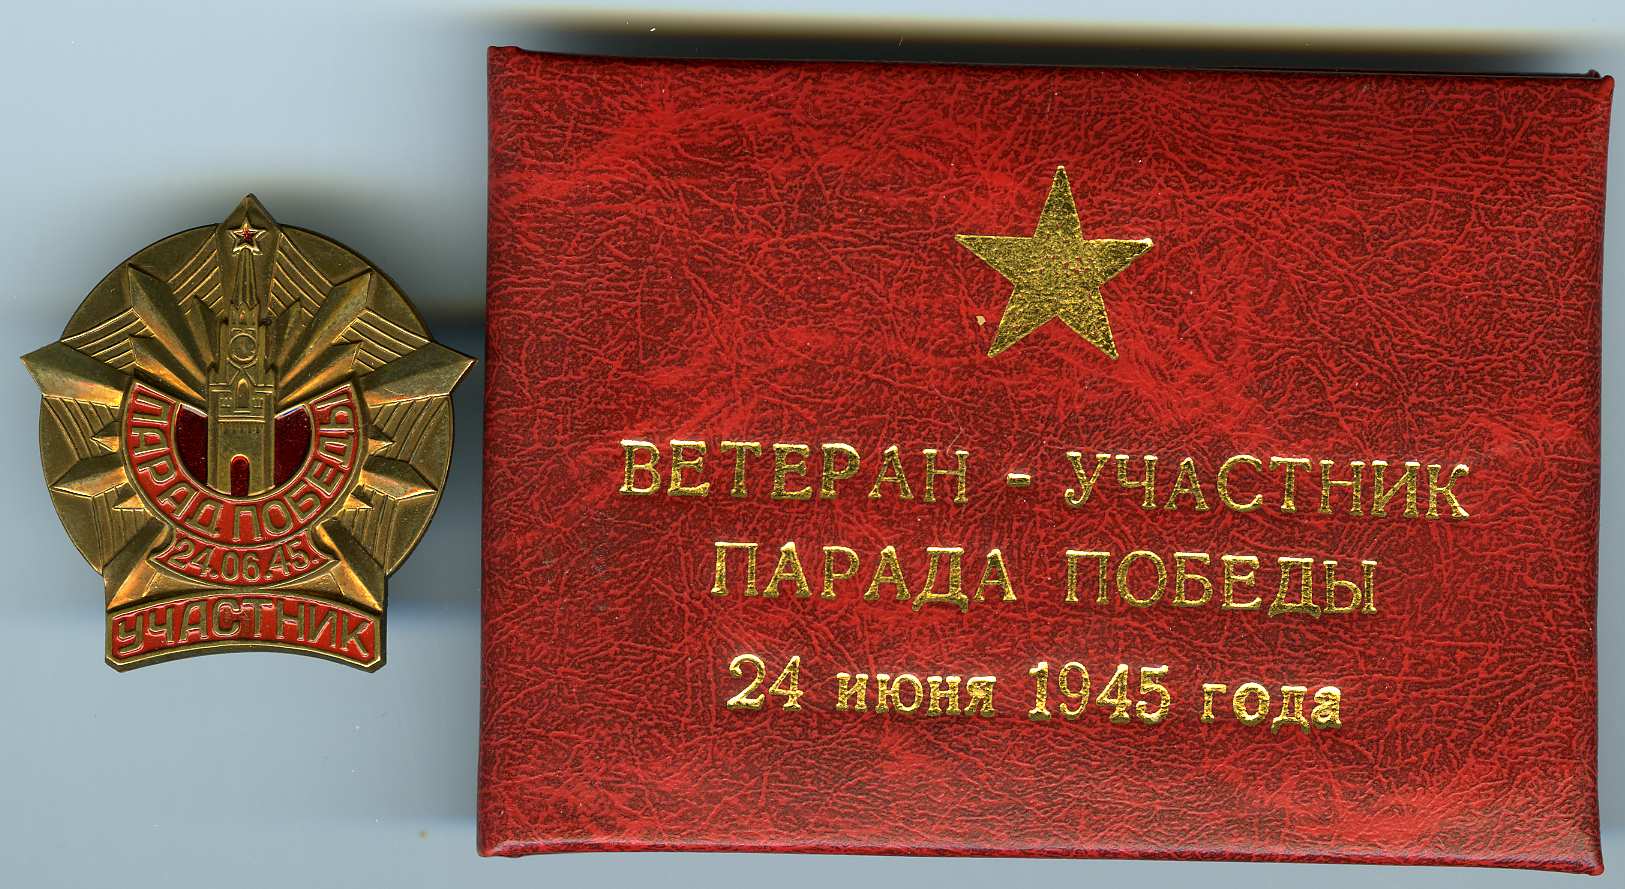 ПАРАД ПОБЕДЫ
24.06.45.
УЧАСТНИК
ВЕТЕРАН - УЧАСТНИК
ПАРАДА ПОБЕДЫ
24 июня 1945 года